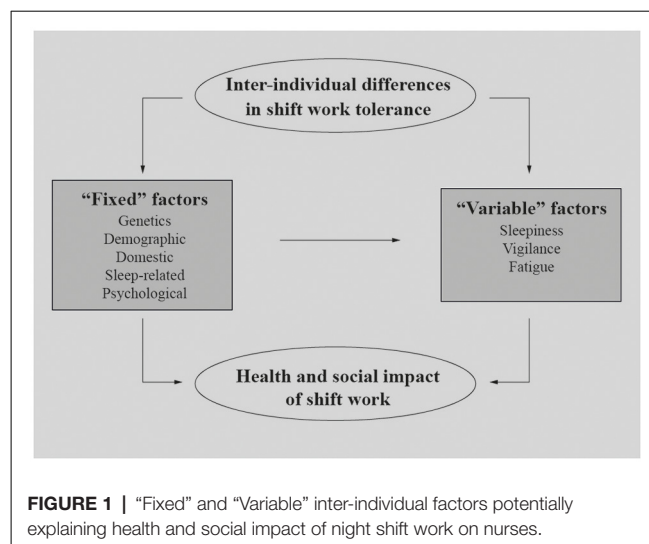 Inter-individual differences
in shift work tolerance
“Fixed” factors
Genetics
Demographic
Domestic
Sleep-related
Psychological
“Variable” factors
Sleepiness
Vigilance
Fatigue
Health and social impact
of shift work
FIGURE 1 | “Fixed” and “Variable” inter-individual factors potentially
explaining health and social impact of night shift work on nurses.